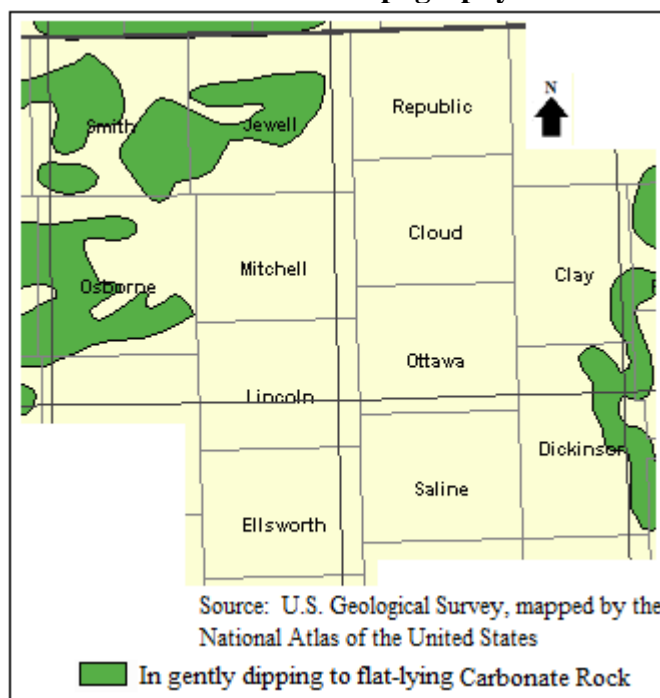 N
Republic
Smith
Jewell
Cloud
Mitchell
Clay
Osborne
Ottawa
Lincoln
Dickinson
Saline
Ellsworth
Source: U.S. Geological Survey, mapped by the
National Atlas of the United States
In gently dipping to flat-lying Carbonate Rock